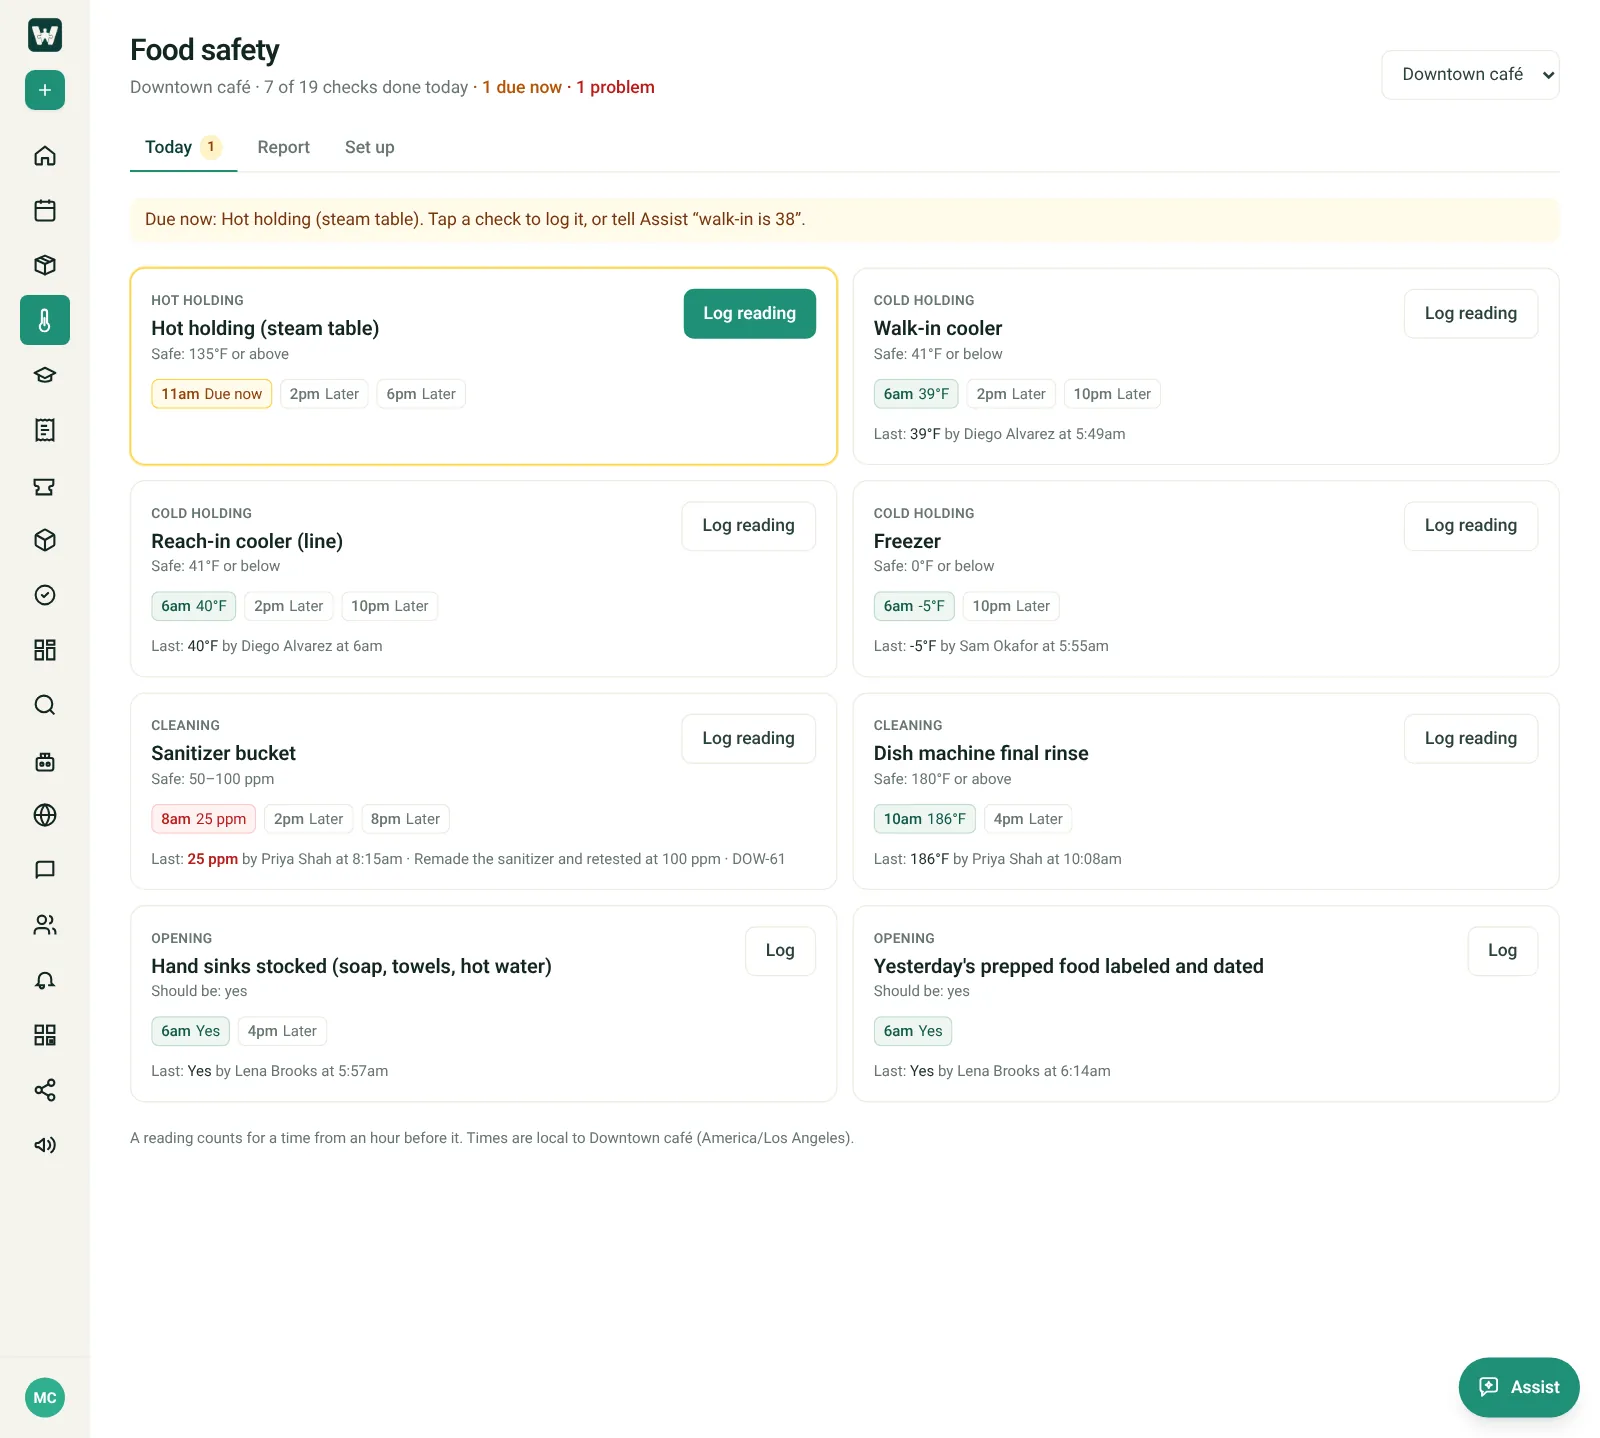 W
+
Food safety
Downtown café · 7 of 19 checks done today · 1 due now · 1 problem
Downtown café
Today 1 Report Set up
Due now: Hot holding (steam table). Tap a check to log it, or tell Assist “walk-in is 38”.
HOT HOLDING
Hot holding (steam table)
Safe: 135°F or above
Log reading
11am Due now 2pm Later 6pm Later
COLD HOLDING
Walk-in cooler
Safe: 41°F or below
Log reading
6am 39°F 2pm Later 10pm Later
Last: 39°F by Diego Alvarez at 5:49am
COLD HOLDING
Reach-in cooler (line)
Safe: 41°F or below
Log reading
6am 40°F 2pm Later 10pm Later
Last: 40°F by Diego Alvarez at 6am
COLD HOLDING
Freezer
Safe: 0°F or below
Log reading
6am -5°F 10pm Later
Last: -5°F by Sam Okafor at 5:55am
CLEANING
Sanitizer bucket
Safe: 50–100 ppm
Log reading
8am 25 ppm 2pm Later 8pm Later
Last: 25 ppm by Priya Shah at 8:15am · Remade the sanitizer and retested at 100 ppm · DOW-61
CLEANING
Dish machine final rinse
Safe: 180°F or above
Log reading
10am 186°F 4pm Later
Last: 186°F by Priya Shah at 10:08am
OPENING
Hand sinks stocked (soap, towels, hot water)
Should be: yes
Log
6am Yes 4pm Later
Last: Yes by Lena Brooks at 5:57am
OPENING
Yesterday's prepped food labeled and dated
Should be: yes
Log
6am Yes
Last: Yes by Lena Brooks at 6:14am
A reading counts for a time from an hour before it. Times are local to Downtown café (America/Los Angeles).
MC
Assist